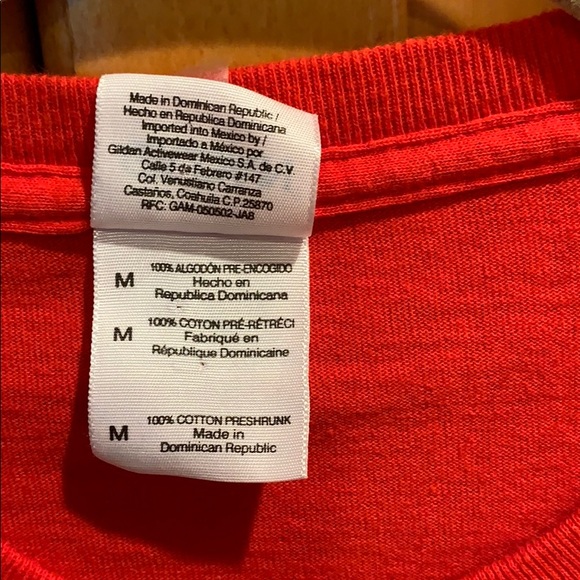 Made in Dominican Republic /
Hecho en Republica Dominicana
Imported into Mexico by /
Importado a México por
Gildan Activewear Mexico S.A. de C.V.
Calle 5 de Febrero #147
Col. Venustiano Carranza
Castaños, Coahuila C.P. 25870
RFC: GAM-050502-JA8
100% ALGODÓN PRE-ENCOGIDO
M Hecho en
Republica Dominicana
100% COTON PRÉ-RÉTRÉCI
M Fabriqué en
République Dominicaine
100% COTTON PRESHRUNK
M Made in
Dominican Republic